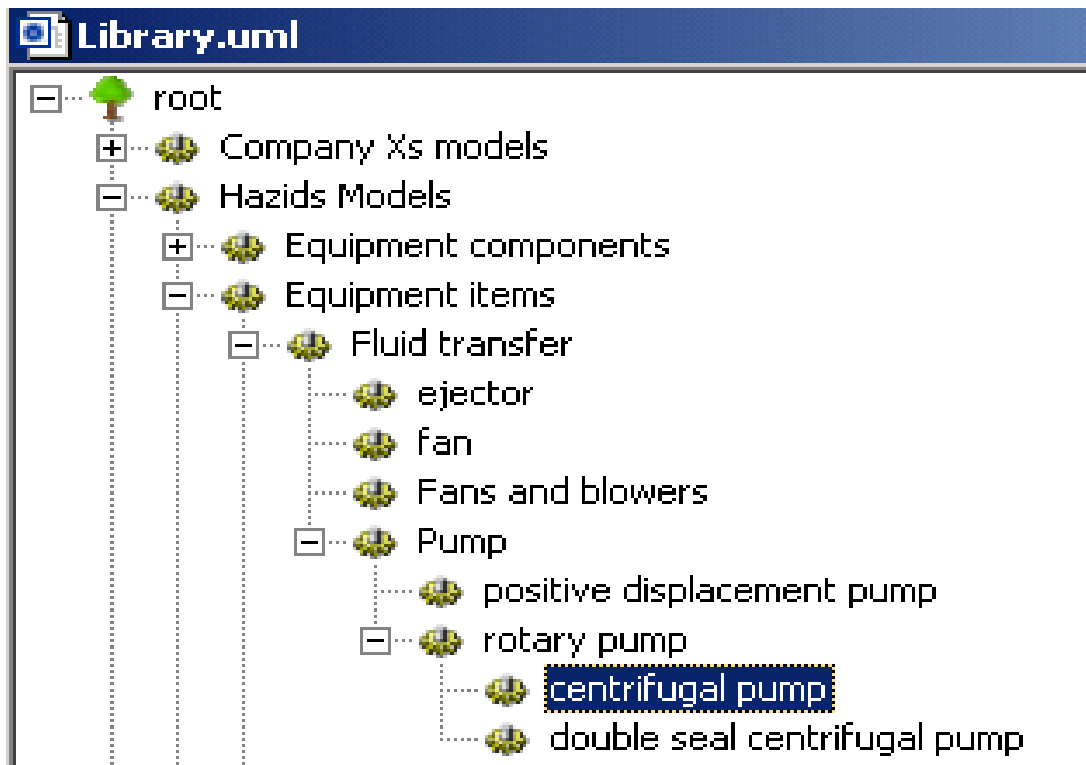 Library.uml
root
Company Xs models
Hazids Models
Equipment components
Equipment items
Fluid transfer
ejector
fan
Fans and blowers
Pump
positive displacement pump
rotary pump
centrifugal pump
double seal centrifugal pump